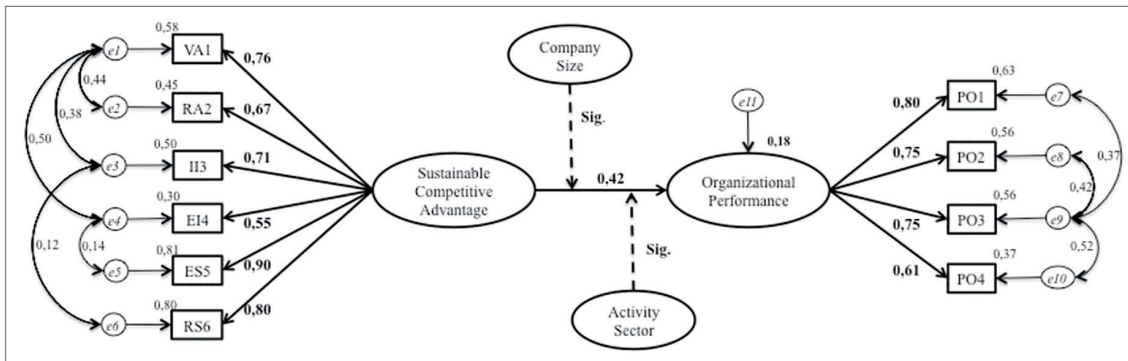 e1
0,58
VA1
0,76
0,44
e2
0,45
RA2
0,67
0,38
0,50
e3
0,50
II3
0,71
e4
0,30
EI4
0,55
0,12
0,14
e5
0,81
ES5
0,90
e6
0,80
RS6
0,80
Sustainable
Competitive
Advantage
Company
Size
Sig.
0,42
Sig.
Activity
Sector
e11
0,18
Organizational
Performance
0,80
PO1
0,63
e7
0,75
PO2
0,56
e8
0,37
0,42
0,75
PO3
0,56
e9
0,52
0,61
PO4
0,37
e10